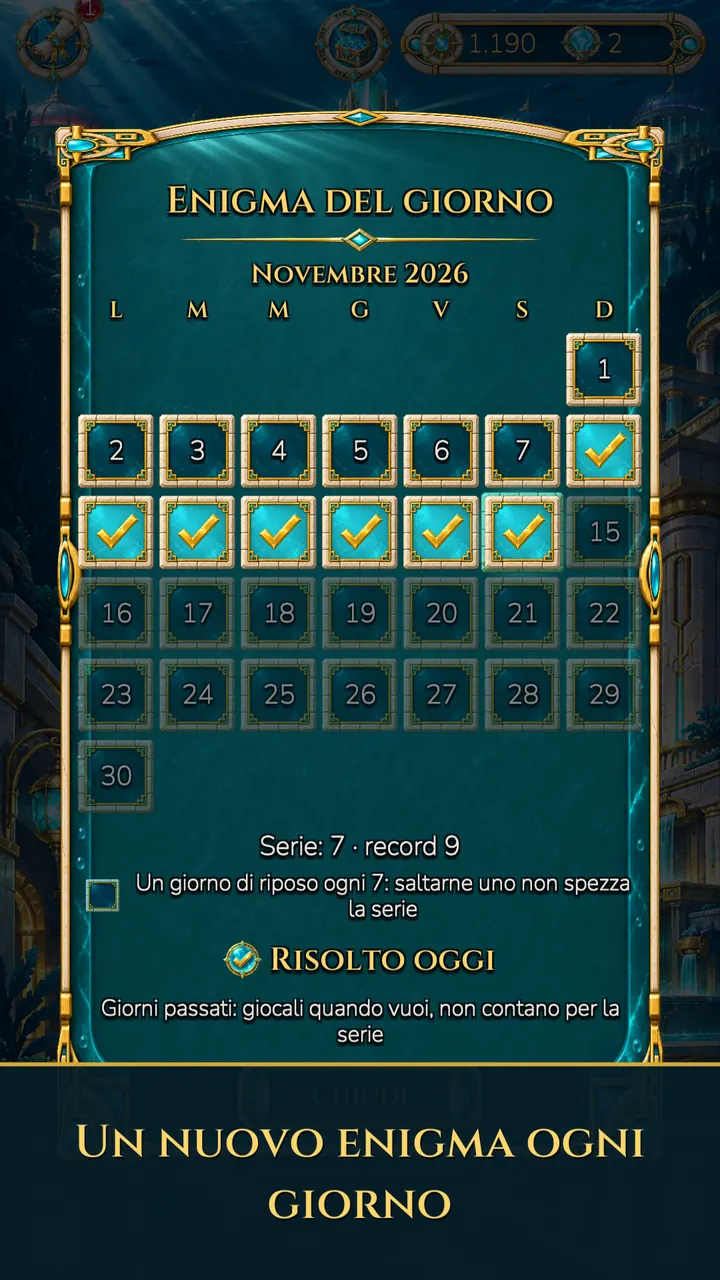 1
1.190
2
Enigma del giorno
Novembre 2026
L M M G V S D
1
2 3 4 5 6 7
15
16 17 18 19 20 21 22
23 24 25 26 27 28 29
30
Serie: 7 · record 9
Un giorno di riposo ogni 7: saltarne uno non spezza
la serie
Risolto oggi
Giorni passati: giocali quando vuoi, non contano per la
serie
Chiudi
Un nuovo enigma ogni
giorno